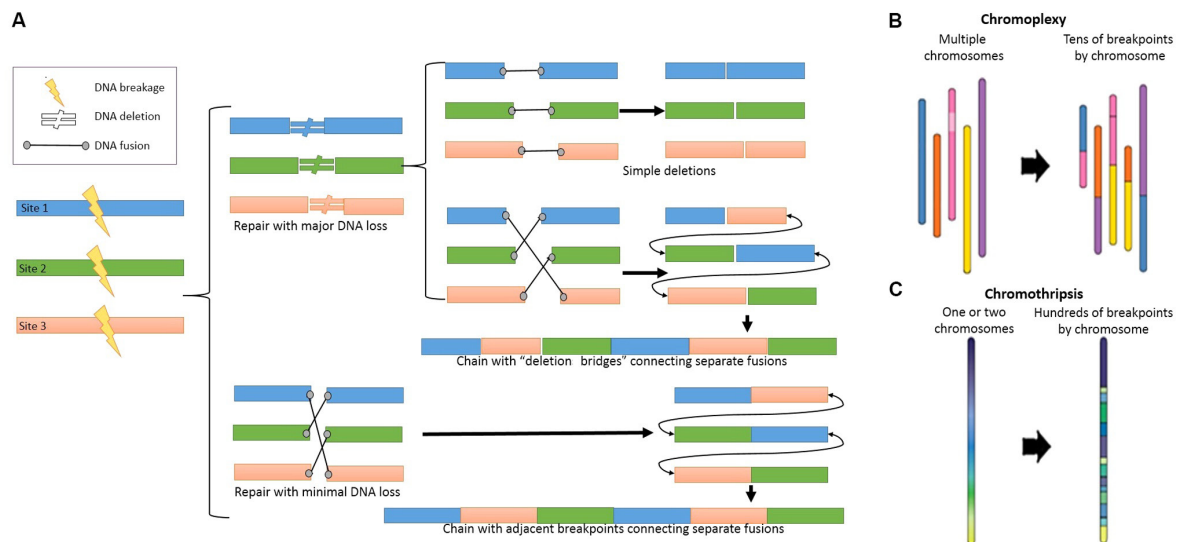 A
DNA breakage
DNA deletion
DNA fusion
Site 1
Site 2
Site 3
Repair with major DNA loss
Simple deletions
Chain with “deletion bridges” connecting separate fusions
Repair with minimal DNA loss
Chain with adjacent breakpoints connecting separate fusions
B
Chromoplexy
Multiple
chromosomes
Tens of breakpoints
by chromosome
C
Chromothripsis
One or two
chromosomes
Hundreds of breakpoints
by chromosome